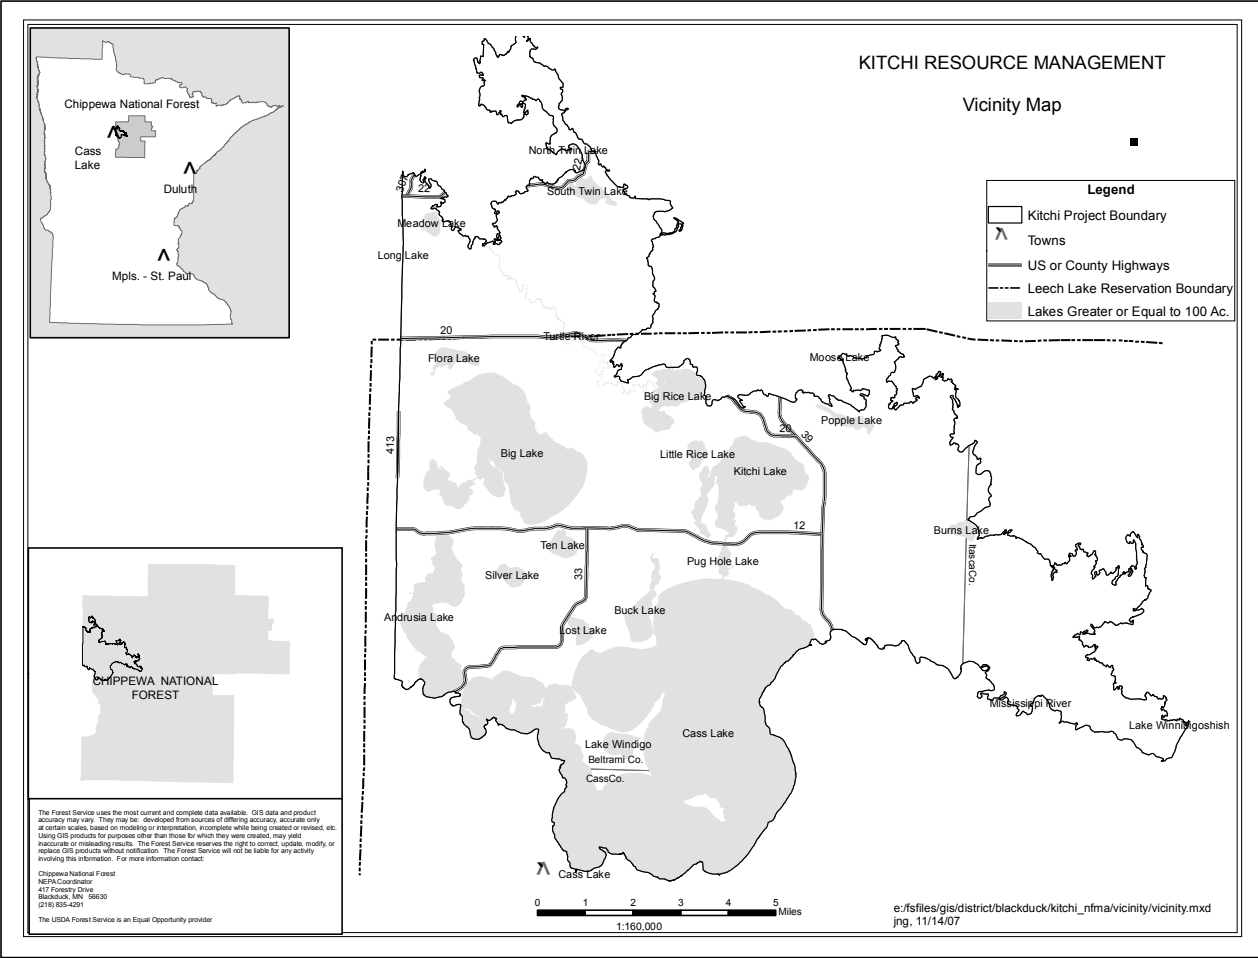 KITCHI RESOURCE MANAGEMENT
Vicinity Map
Chippewa National Forest
Cass
Lake
Duluth
Mpls. - St. Paul
Legend
Kitchi Project Boundary
Towns
US or County Highways
Leech Lake Reservation Boundary
Lakes Greater or Equal to 100 Ac.
North Twin Lake
22
South Twin Lake
307
22
Meadow Lake
Long Lake
20
Turtle River
Flora Lake
Moose Lake
Big Rice Lake
Popple Lake
20
39
413
Big Lake
Little Rice Lake
Kitchi Lake
12
Burns Lake
Ten Lake
Pug Hole Lake
Silver Lake
33
ItascaCo.
Buck Lake
Andrusia Lake
Lost Lake
Mississippi River
Lake Winnibigoshish
Cass Lake
Lake Windigo
Beltrami Co.
CassCo.
Cass Lake
CHIPPEWA NATIONAL
FOREST
The Forest Service uses the most current and complete data available. GIS data and product
accuracy may vary. They may be: developed from sources of differing accuracy, accurate only
at certain scales, based on modeling or interpretation, incomplete while being created or revised, etc.
Using GIS products for purposes other than those for which they were created, may yield
inaccurate or misleading results. The Forest Service reserves the right to correct, update, modify, or
replace GIS products without notification. The Forest Service will not be liable for any activity
involving this information. For more information contact:
Chippewa National Forest
NEPA Coordinator
417 Forestry Drive
Blackduck, MN 56630
(218) 835-4291
The USDA Forest Service is an Equal Opportunity provider
0 1 2 3 4 5
Miles
1:160,000
e:/fsfiles/gis/district/blackduck/kitchi_nfma/vicinity/vicinity.mxd
jng, 11/14/07